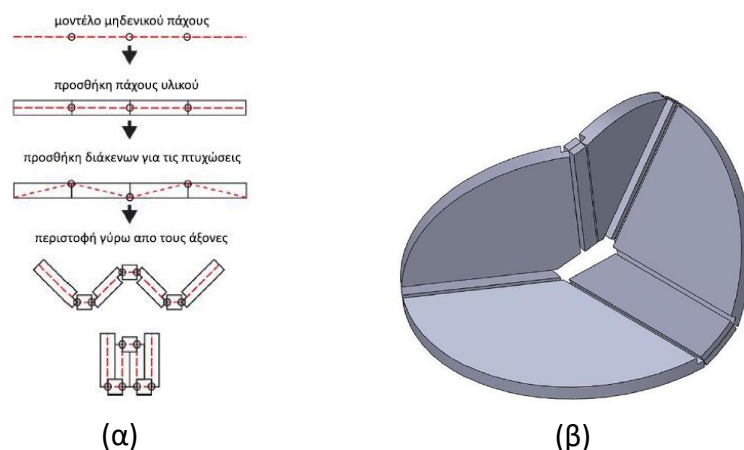 μοντέλο μηδενικού πάχους
προσθήκη πάχους υλικού
προσθήκη διάκενων για τις πτυχώσεις
περιστοφή γύρω απο τους άξονες
(α)
(β)